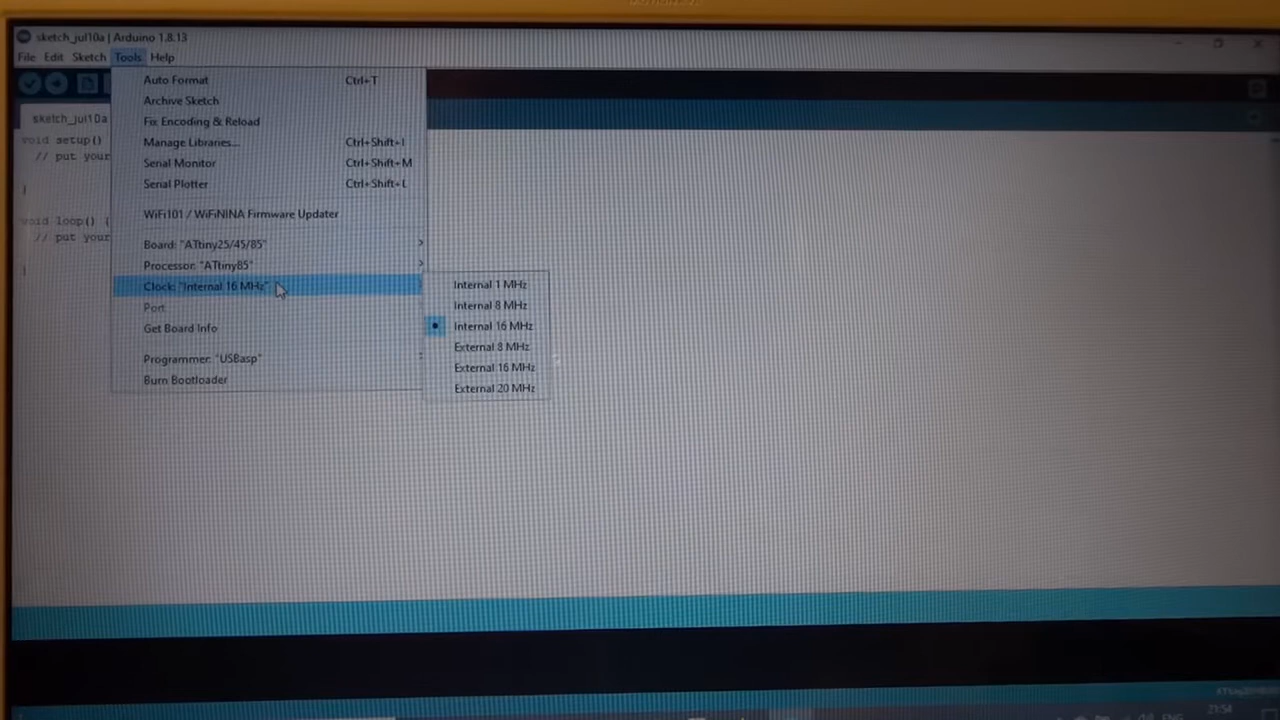 sketch_jul10a | Arduino 1.8.13
File Edit Sketch Tools Help
Auto Format Ctrl+T
sketch_jul10a
Archive Sketch
void setup()
Fix Encoding & Reload
// put your
Manage Libraries... Ctrl+Shift+I
Serial Monitor Ctrl+Shift+M
}
Serial Plotter Ctrl+Shift+L
void loop() {
WiFi101 / WiFiNINA Firmware Updater
// put your
Board: "ATtiny25/45/85"
}
Processor: "ATtiny85"
Clock: "Internal 16 MHz"
Port
Get Board Info
Programmer: "USBasp"
Burn Bootloader
Internal 1 MHz
Internal 8 MHz
Internal 16 MHz
External 8 MHz
External 16 MHz
External 20 MHz
21:54
ENG